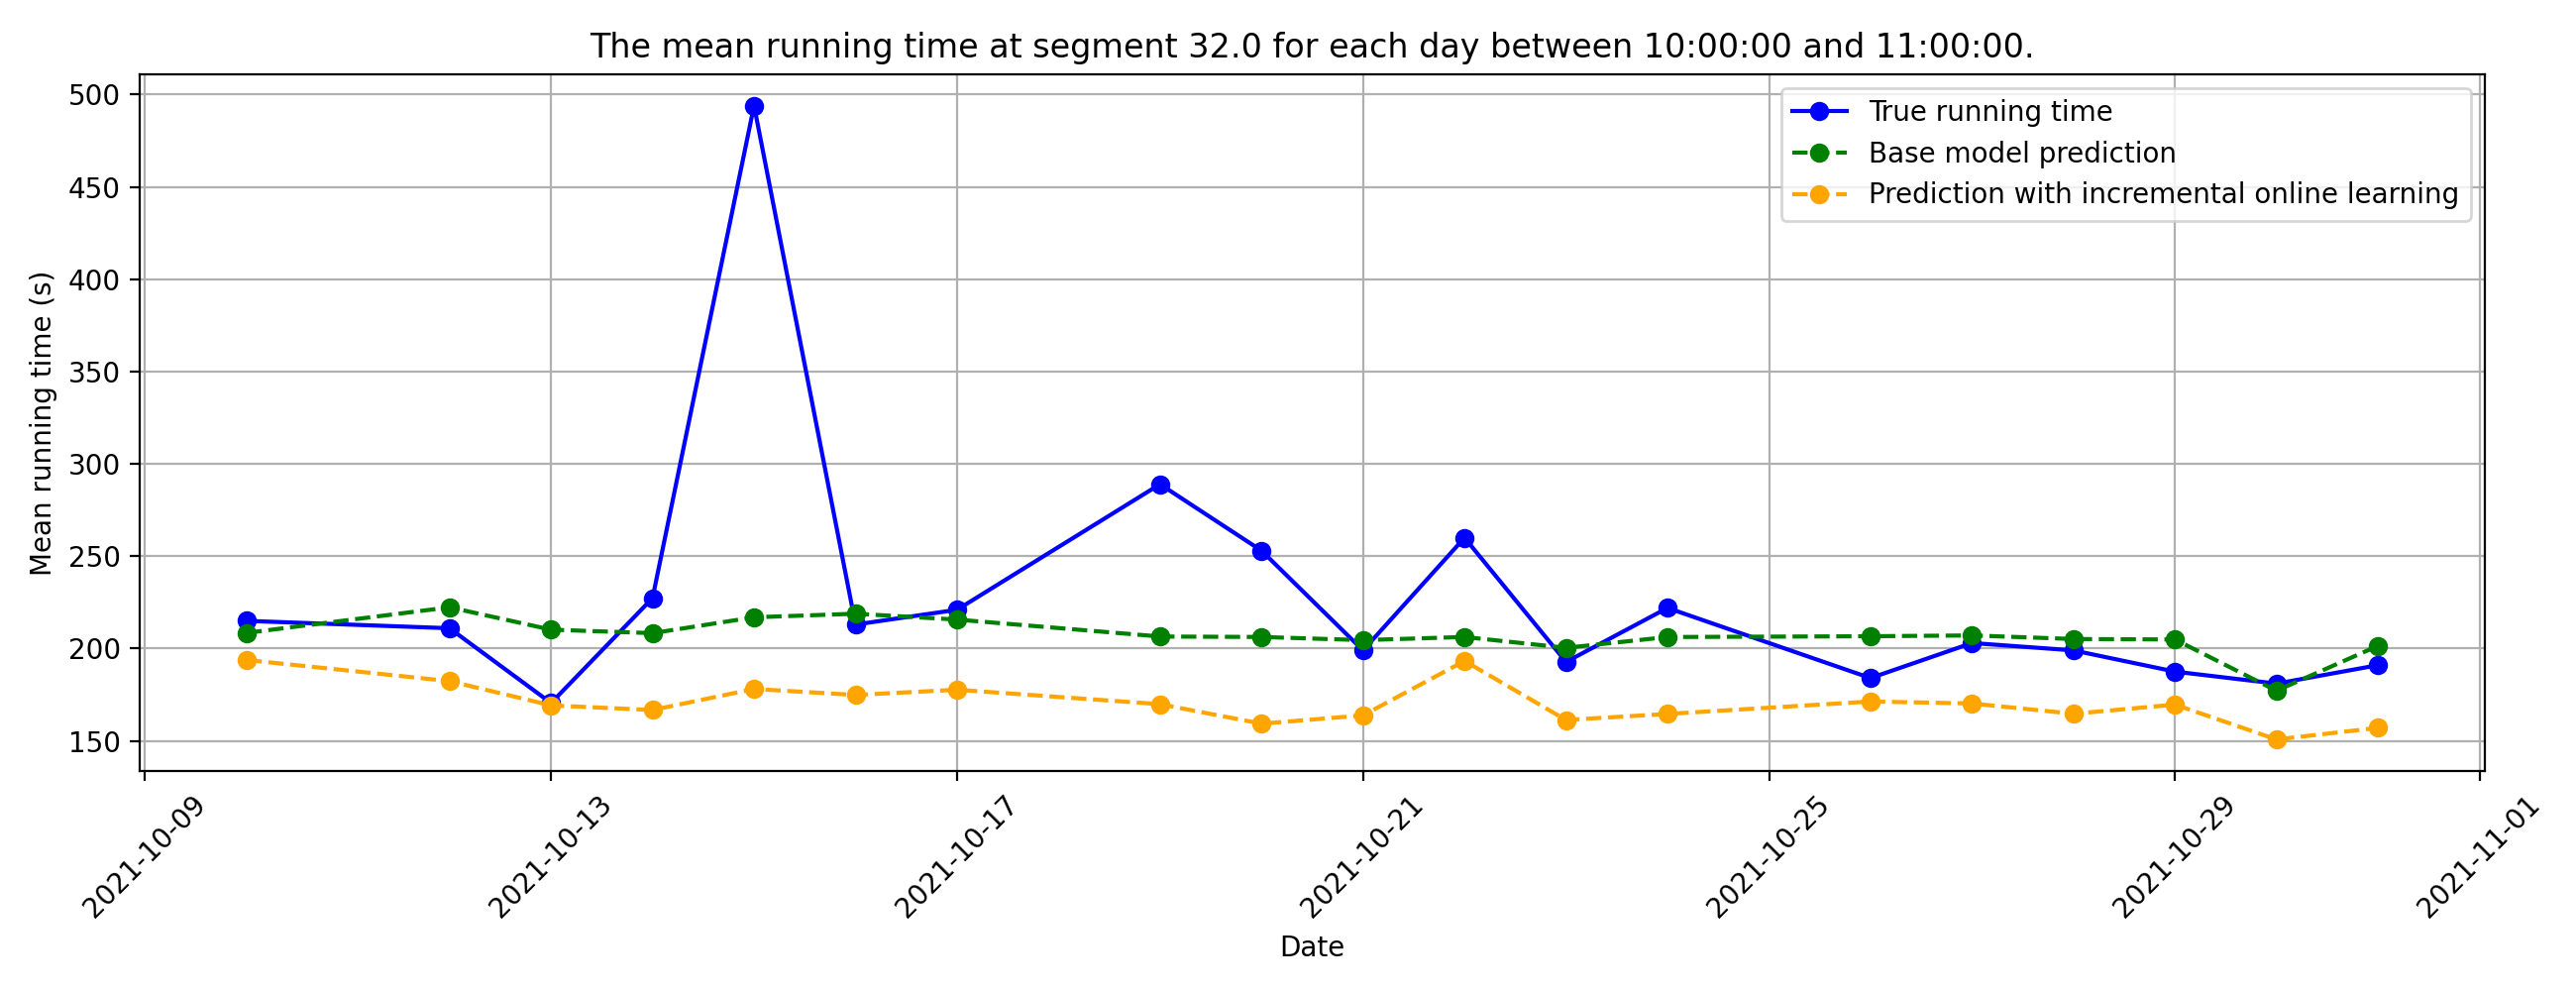 The mean running time at segment 32.0 for each day between 10:00:00 and 11:00:00.
500
450
400
350
300
250
200
150
Mean running time (s)
True running time
Base model prediction
Prediction with incremental online learning
2021-10-09
2021-10-13
2021-10-17
2021-10-21
2021-10-25
2021-10-29
2021-11-01
Date